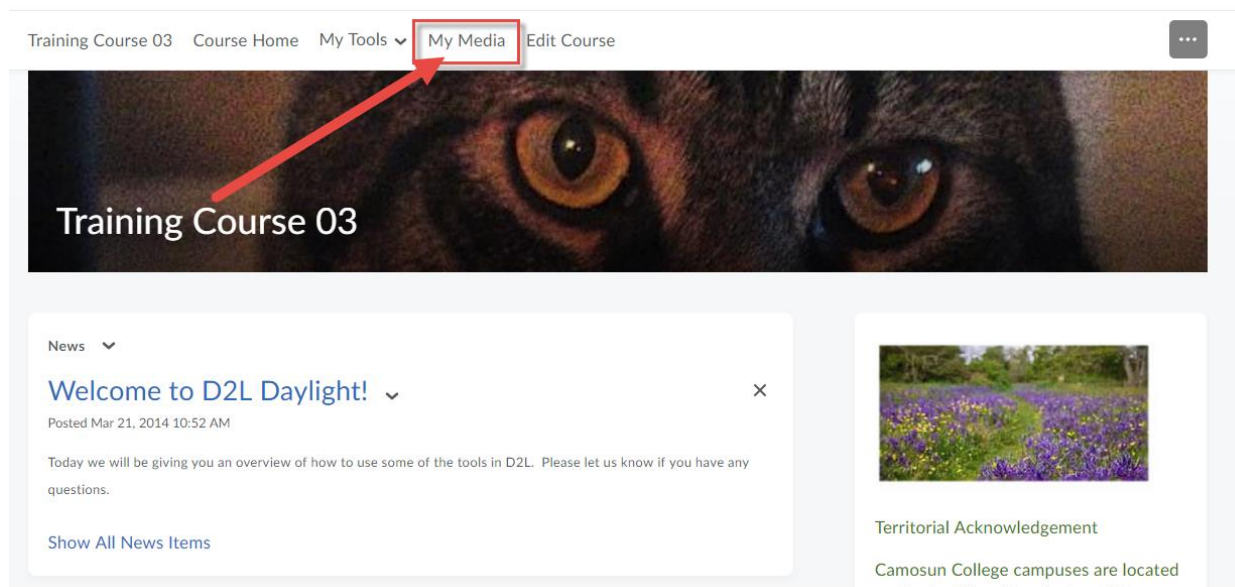 Training Course 03 Course Home My Tools My Media Edit Course
Training Course 03
News
Welcome to D2L Daylight!
Posted Mar 21, 2014 10:52 AM
Today we will be giving you an overview of how to use some of the tools in D2L. Please let us know if you have any
questions.
Show All News Items
Territorial Acknowledgement
Camosun College campuses are located